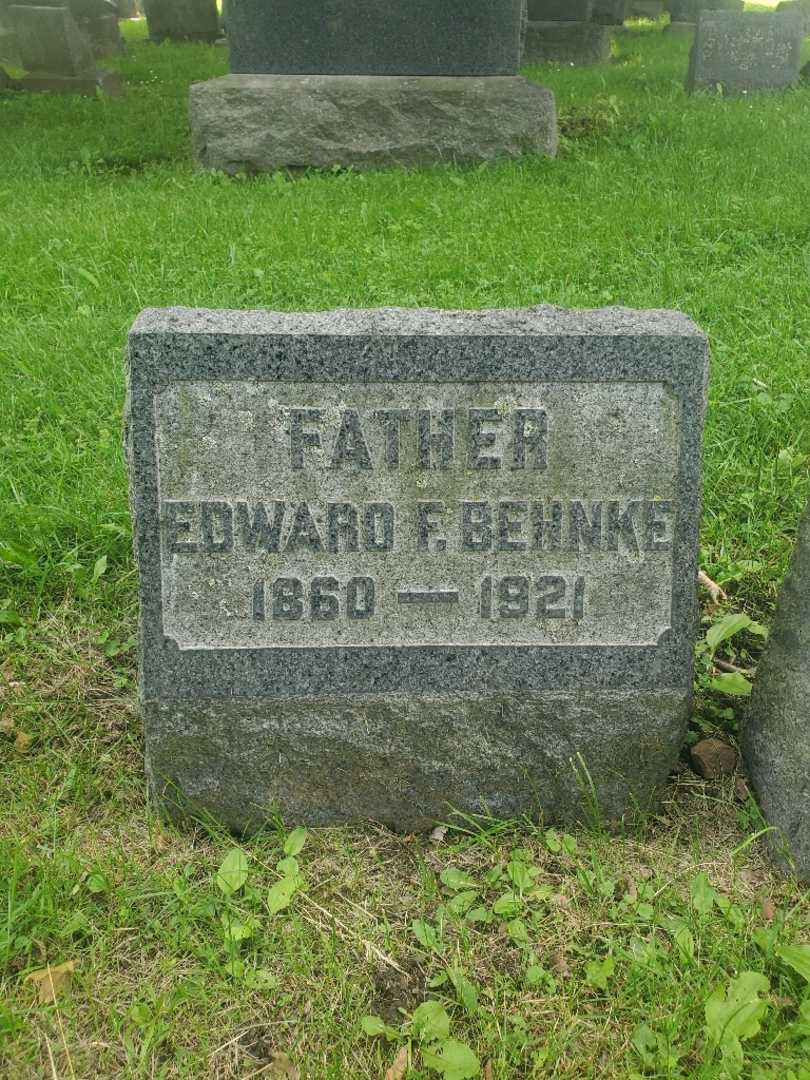 FATHER
EDWARD F. BEHNKE
1860 — 1921